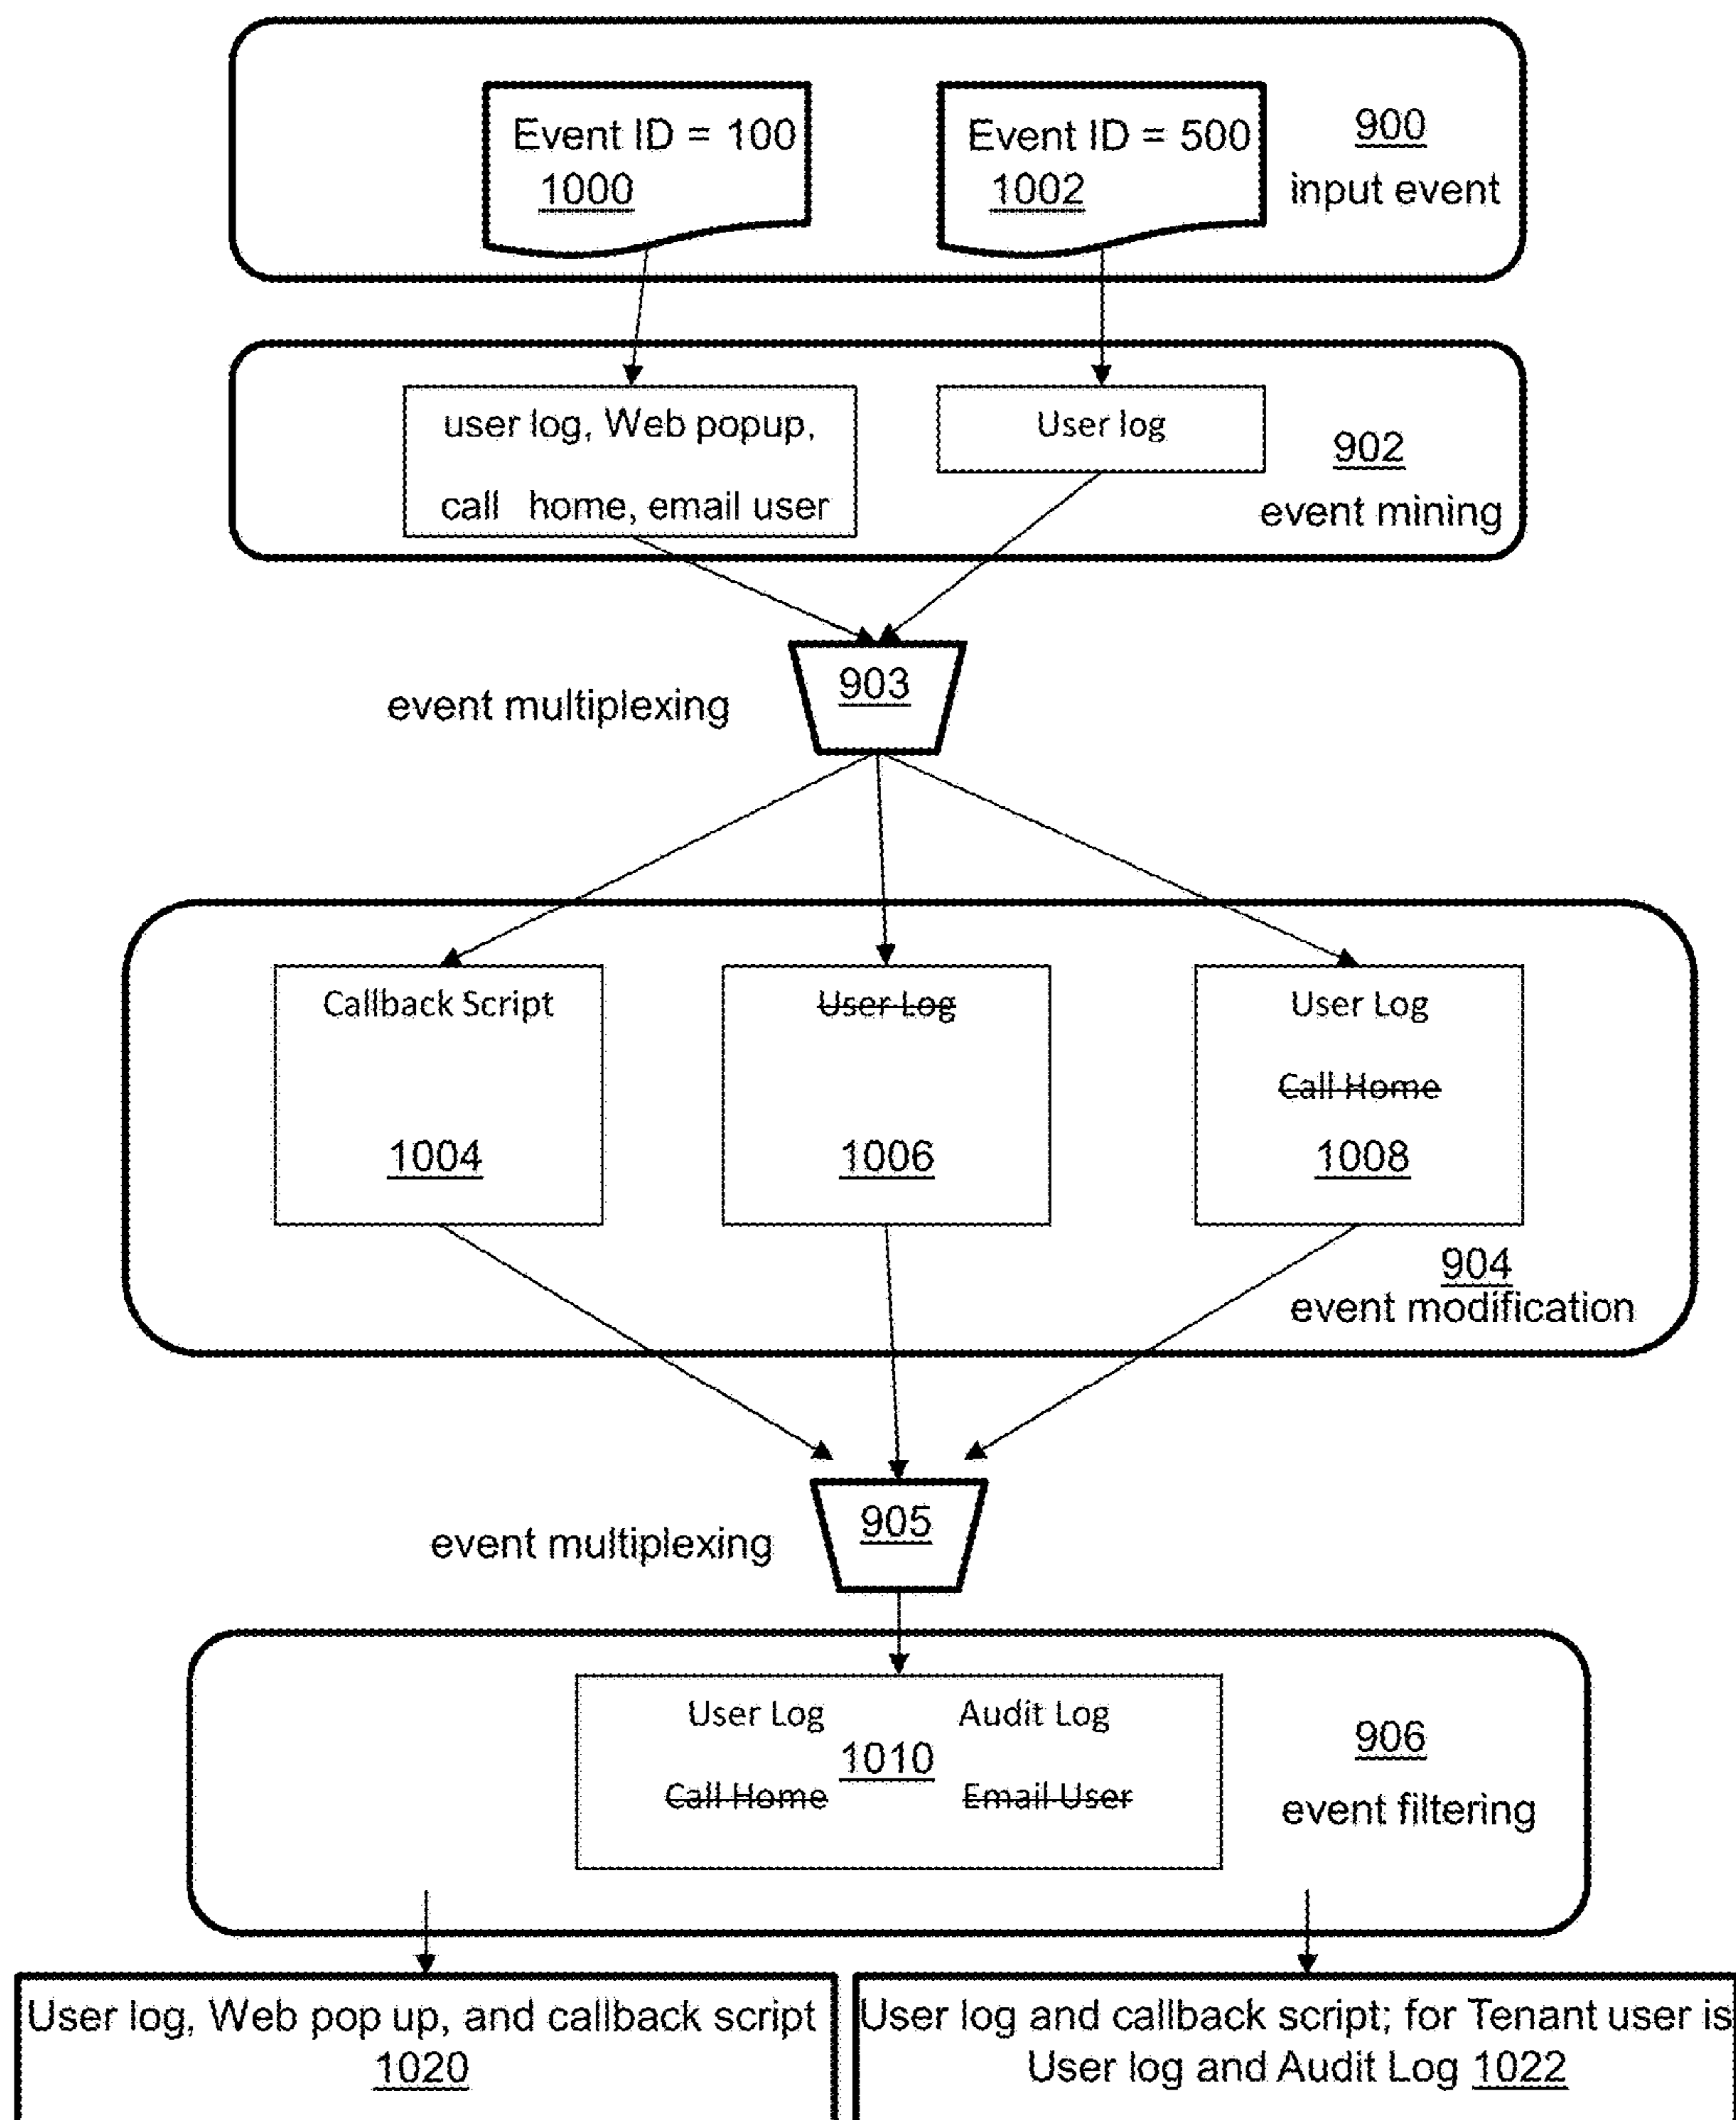 Event ID = 100
1000
Event ID = 500
1002
900
input event
user log, Web popup,
call home, email user
User log
902
event mining
903
event multiplexing
Callback Script
1004
User Log
1006
User Log
Call Home
1008
904
event modification
905
event multiplexing
User Log
Audit Log
1010
Call Home
Email User
906
event filtering
User log, Web pop up, and callback script
1020
User log and callback script; for Tenant user is
User log and Audit Log 1022